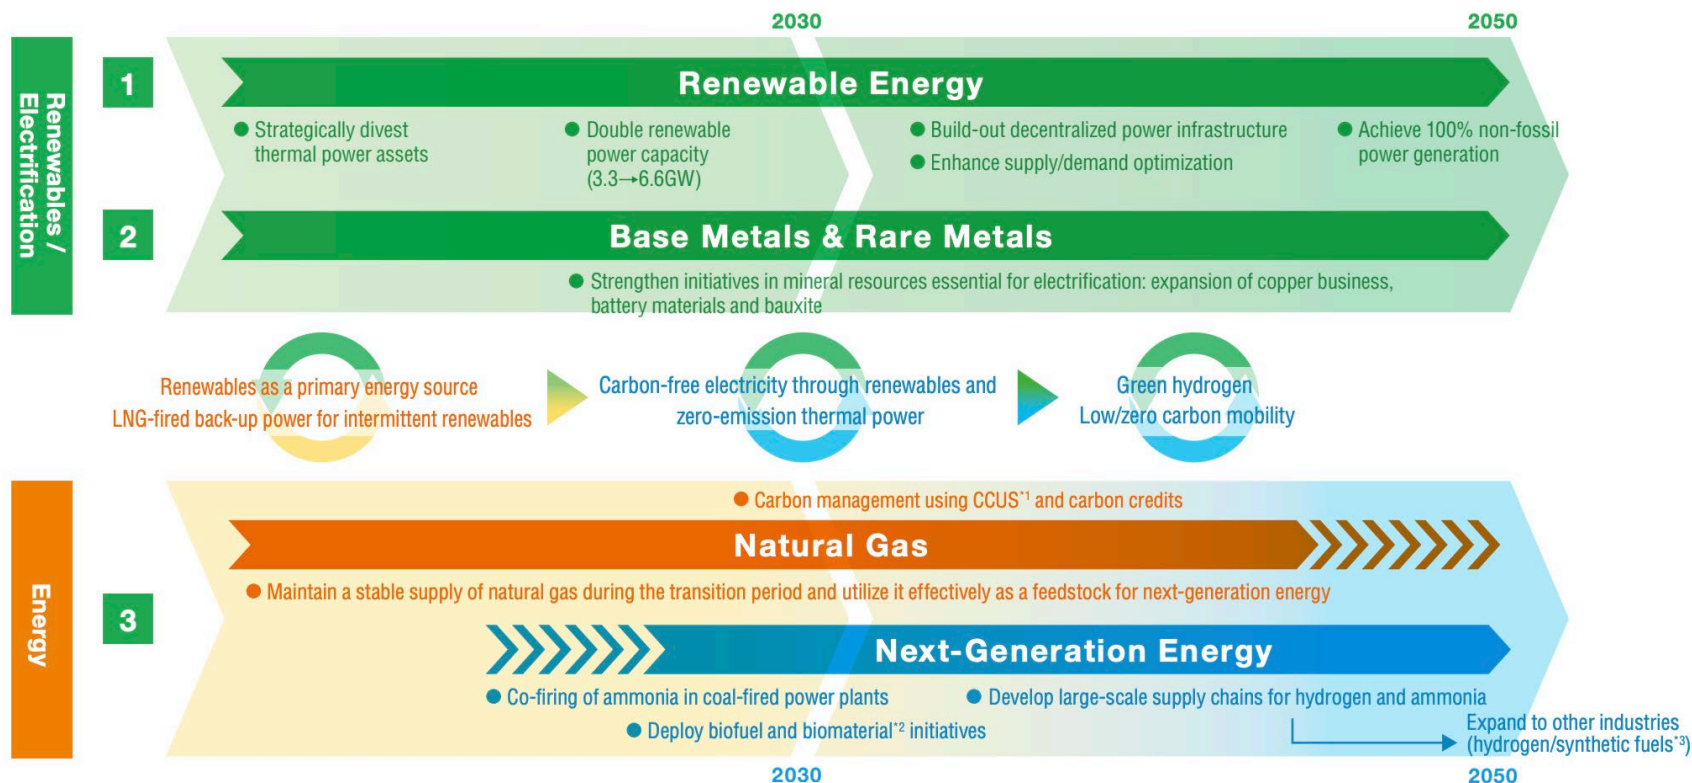 2030
2050
Renewables /
Electrification
1
Renewable Energy
● Strategically divest
thermal power assets
● Double renewable
power capacity
(3.3→6.6GW)
● Build-out decentralized power infrastructure
● Enhance supply/demand optimization
● Achieve 100% non-fossil
power generation
2
Base Metals & Rare Metals
● Strengthen initiatives in mineral resources essential for electrification: expansion of copper business,
battery materials and bauxite
Renewables as a primary energy source
LNG-fired back-up power for intermittent renewables
Carbon-free electricity through renewables and
zero-emission thermal power
Green hydrogen
Low/zero carbon mobility
Energy
3
● Carbon management using CCUS*1 and carbon credits
Natural Gas
● Maintain a stable supply of natural gas during the transition period and utilize it effectively as a feedstock for next-generation energy
Next-Generation Energy
● Co-firing of ammonia in coal-fired power plants
● Develop large-scale supply chains for hydrogen and ammonia
● Deploy biofuel and biomaterial*2 initiatives
Expand to other industries
(hydrogen/synthetic fuels*3)
2030
2050